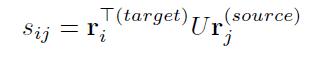 $s_{ij} = \mathbf{r}_i^{\top(target)} U \mathbf{r}_j^{(source)}$